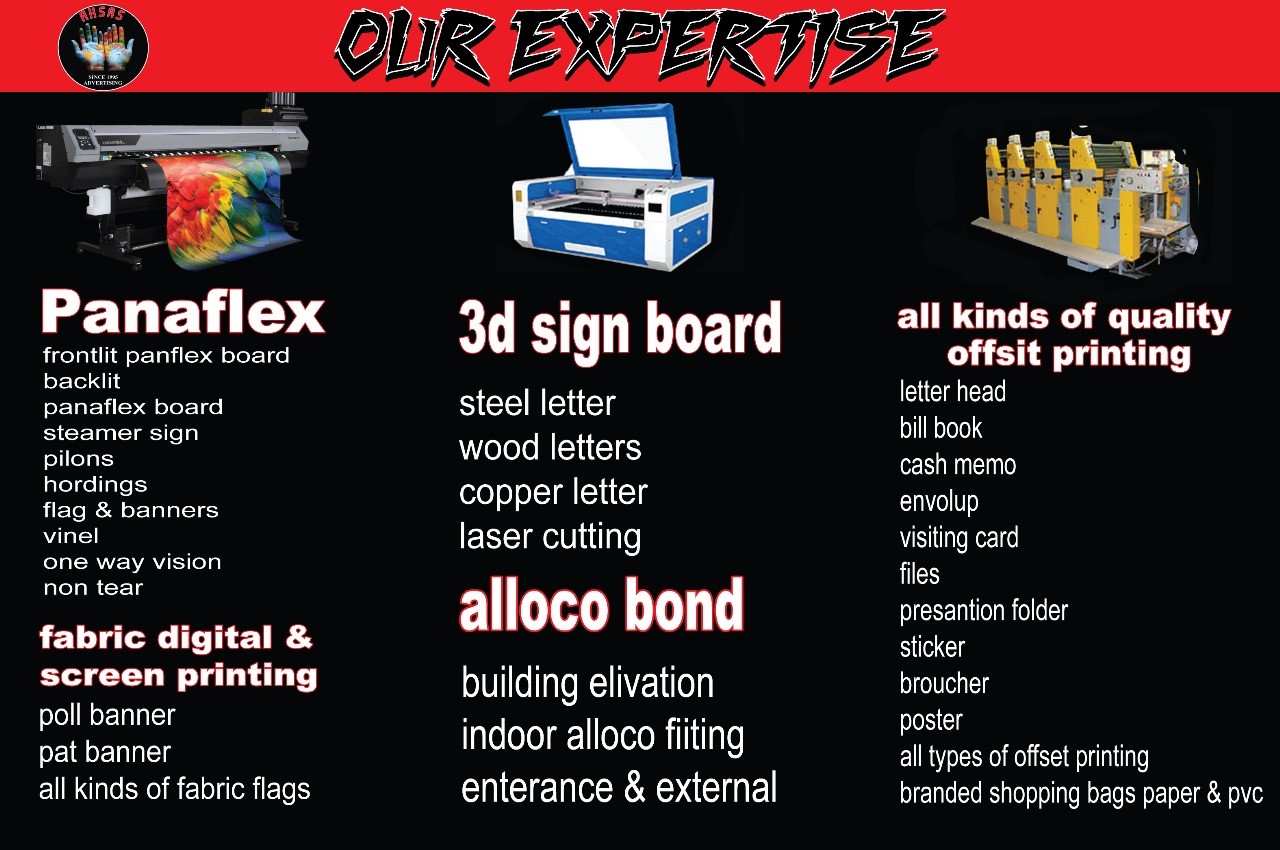 AHSAS
SINCE 1995
ADVERTISING
OUR EXPERTISE
Panaflex
frontlit panflex board
backlit
panaflex board
steamer sign
pilons
hordings
flag & banners
vinel
one way vision
non tear
fabric digital &
screen printing
poll banner
pat banner
all kinds of fabric flags
3d sign board
steel letter
wood letters
copper letter
laser cutting
alloco bond
building elivation
indoor alloco fiiting
enterance & external
all kinds of quality
offsit printing
letter head
bill book
cash memo
envolup
visiting card
files
presantion folder
sticker
broucher
poster
all types of offset printing
branded shopping bags paper & pvc